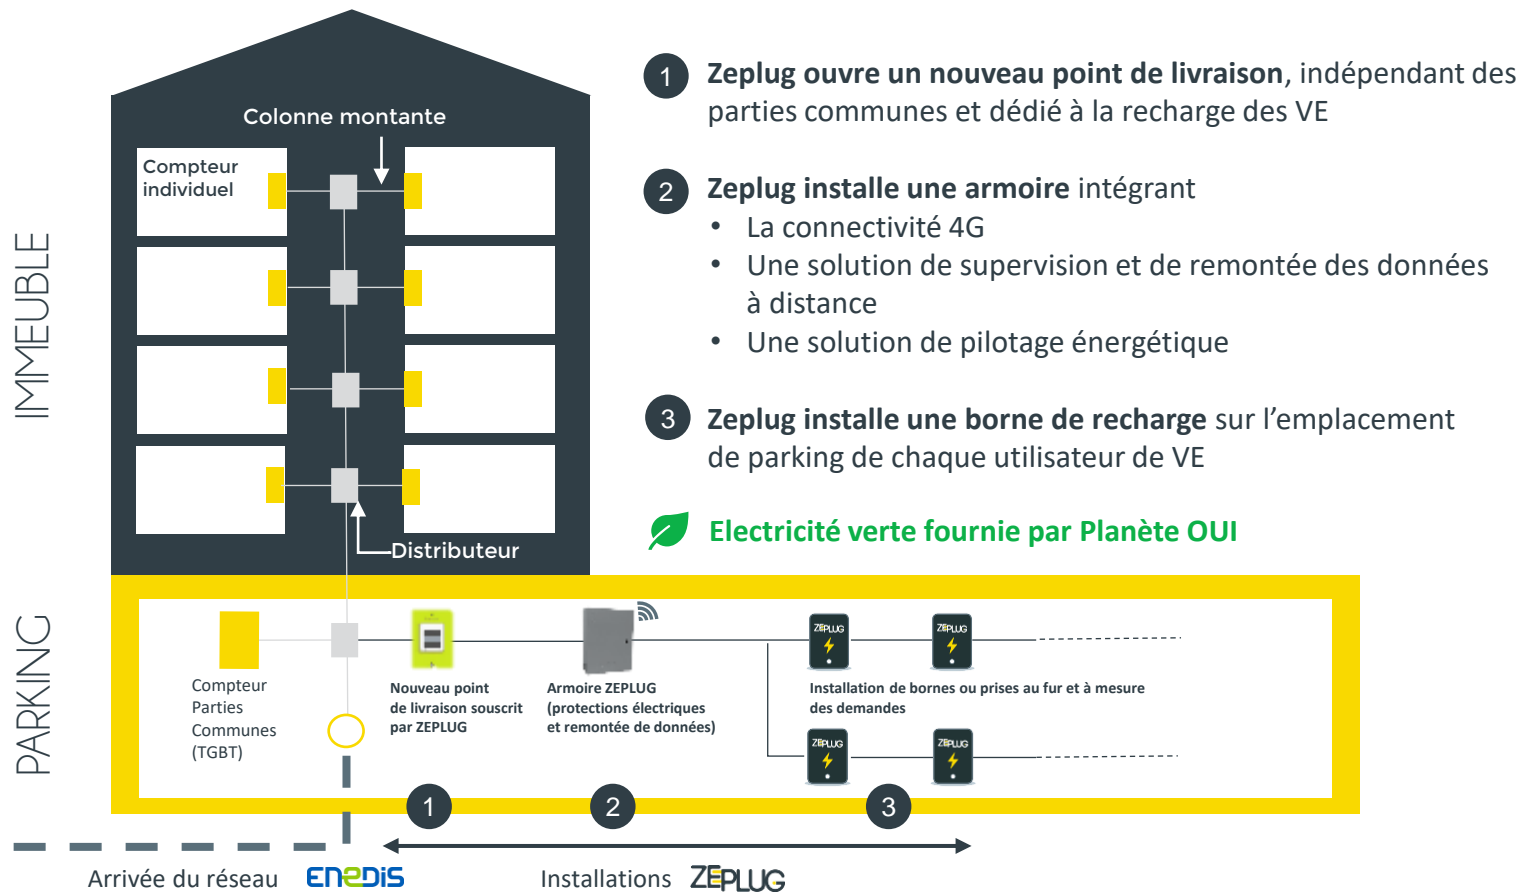 IMMEUBLE
Colonne montante
Compteur
individuel
Distributeur
1
Zeplug ouvre un nouveau point de livraison, indépendant des
parties communes et dédié à la recharge des VE
2
Zeplug installe une armoire intégrant
• La connectivité 4G
• Une solution de supervision et de remontée des données
à distance
• Une solution de pilotage énergétique
3
Zeplug installe une borne de recharge sur l’emplacement
de parking de chaque utilisateur de VE
Electricité verte fournie par Planète OUI
PARKING
Compteur
Parties
Communes
(TGBT)
Nouveau point
de livraison souscrit
par ZEPLUG
Armoire ZEPLUG
(protections électriques
et remontée de données)
ZEPLUG
ZEPLUG
Installation de bornes ou prises au fur et à mesure
des demandes
ZEPLUG
ZEPLUG
1
2
3
Arrivée du réseau ENEDIS
Installations ZEPLUG